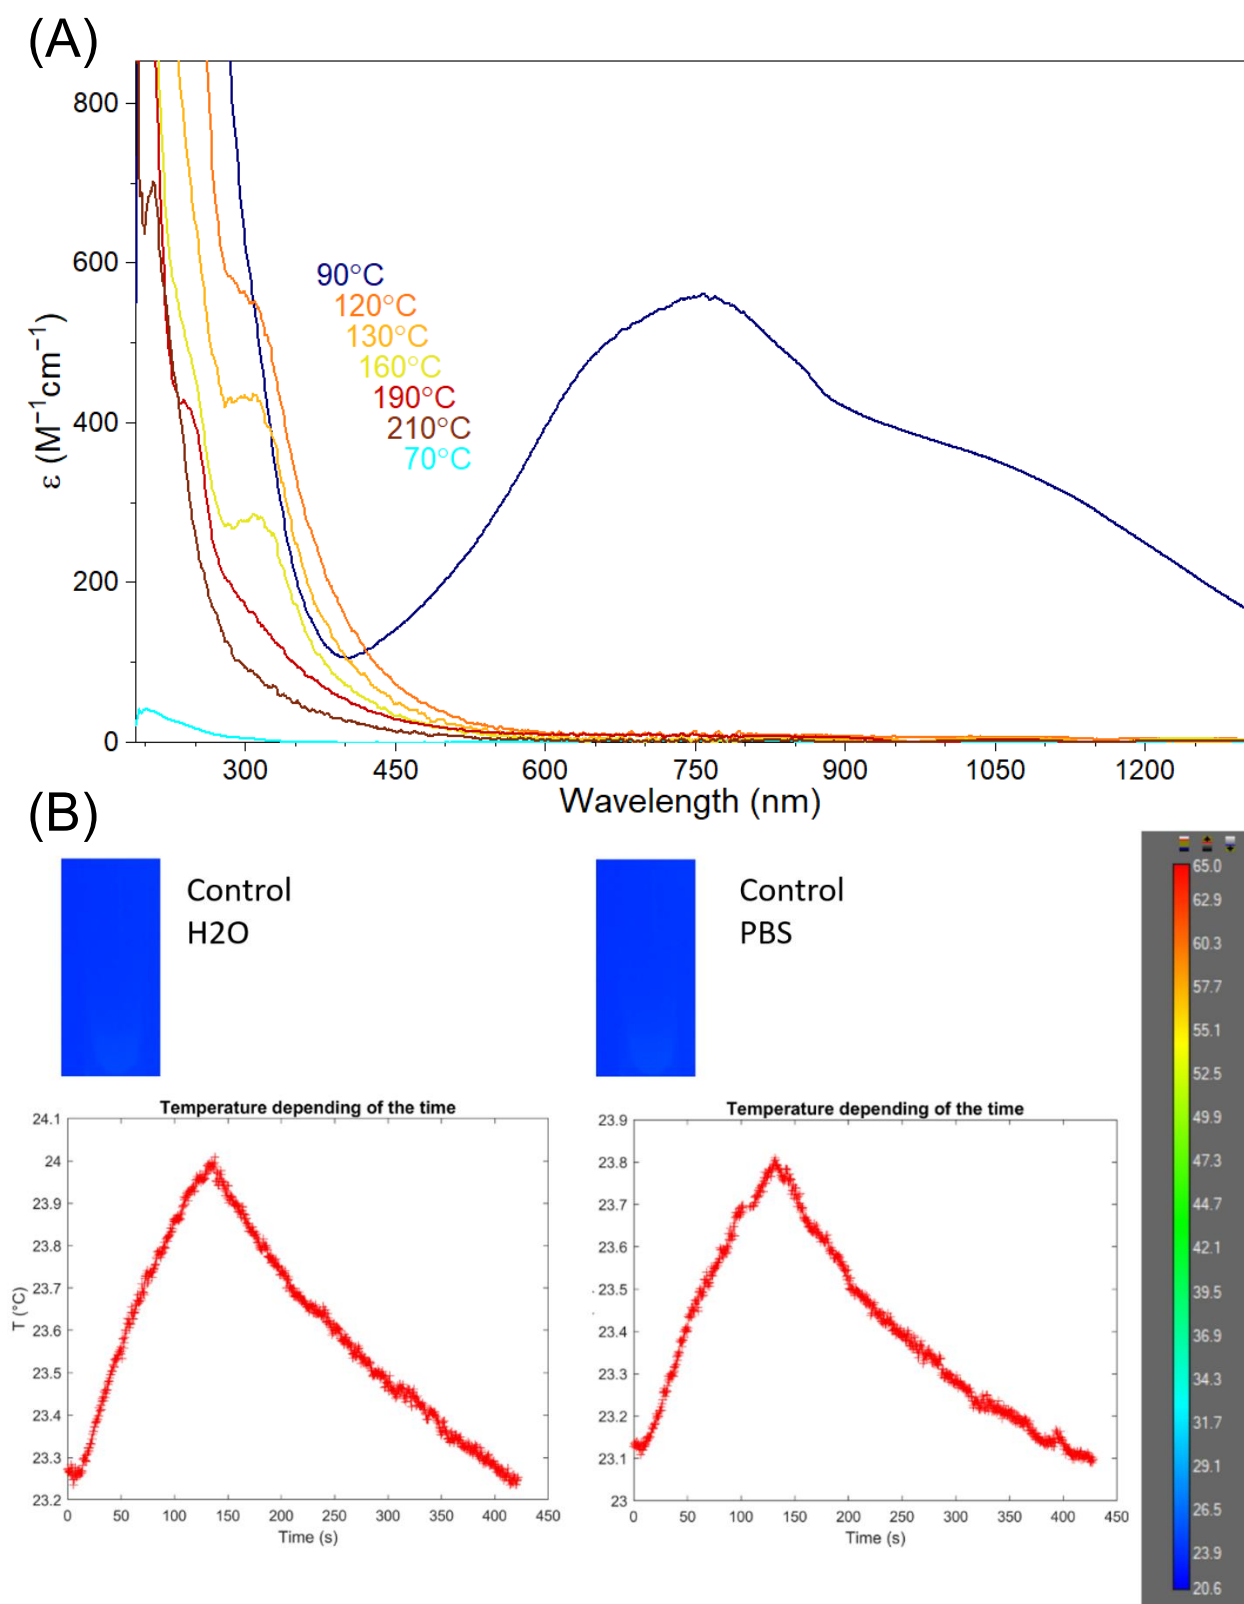 (A)
800
600
400
200
0
ε (M⁻¹cm⁻¹)
90°C
120°C
130°C
160°C
190°C
210°C
70°C
300 450 600 750 900 1050 1200
Wavelength (nm)
(B)
Control
H2O
Control
PBS
Temperature depending of the time
24.1
24
23.9
23.8
23.7
23.6
23.5
23.4
23.3
23.2
T (°C)
0 50 100 150 200 250 300 350 400 450
Time (s)
Temperature depending of the time
23.9
23.8
23.7
23.6
23.5
23.4
23.3
23.2
23.1
23
0 50 100 150 200 250 300 350 400 450
Time (s)
65.0
62.9
60.3
57.7
55.1
52.5
49.9
47.3
44.7
42.1
39.5
36.9
34.3
31.7
29.1
26.5
23.9
20.6